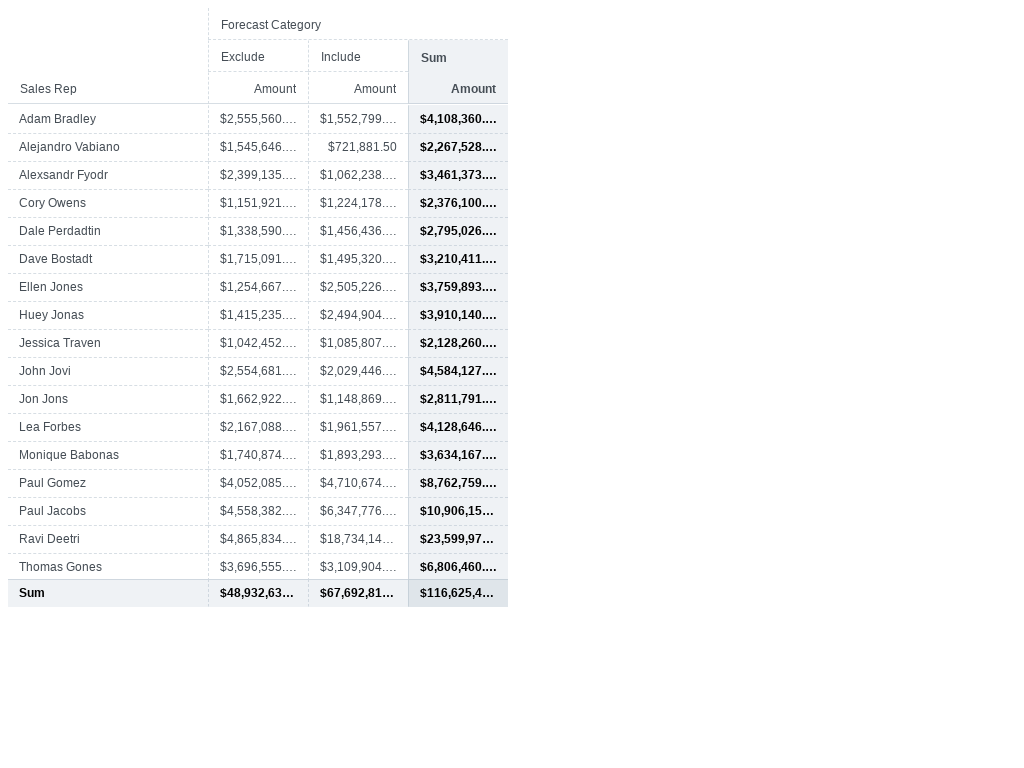 Forecast Category
Exclude Include Sum
Sales Rep Amount Amount Amount
Adam Bradley $2,555,560.... $1,552,799.... $4,108,360....
Alejandro Vabiano $1,545,646.... $721,881.50 $2,267,528....
Alexsandr Fyodr $2,399,135.... $1,062,238.... $3,461,373....
Cory Owens $1,151,921.... $1,224,178.... $2,376,100....
Dale Perdadtin $1,338,590.... $1,456,436.... $2,795,026....
Dave Bostadt $1,715,091.... $1,495,320.... $3,210,411....
Ellen Jones $1,254,667.... $2,505,226.... $3,759,893....
Huey Jonas $1,415,235.... $2,494,904.... $3,910,140....
Jessica Traven $1,042,452.... $1,085,807.... $2,128,260....
John Jovi $2,554,681.... $2,029,446.... $4,584,127....
Jon Jons $1,662,922.... $1,148,869.... $2,811,791....
Lea Forbes $2,167,088.... $1,961,557.... $4,128,646....
Monique Babonas $1,740,874.... $1,893,293.... $3,634,167....
Paul Gomez $4,052,085.... $4,710,674.... $8,762,759....
Paul Jacobs $4,558,382.... $6,347,776.... $10,906,15...
Ravi Deetri $4,865,834.... $18,734,14... $23,599,97...
Thomas Gones $3,696,555.... $3,109,904.... $6,806,460....
Sum $48,932,63... $67,692,81... $116,625,4...